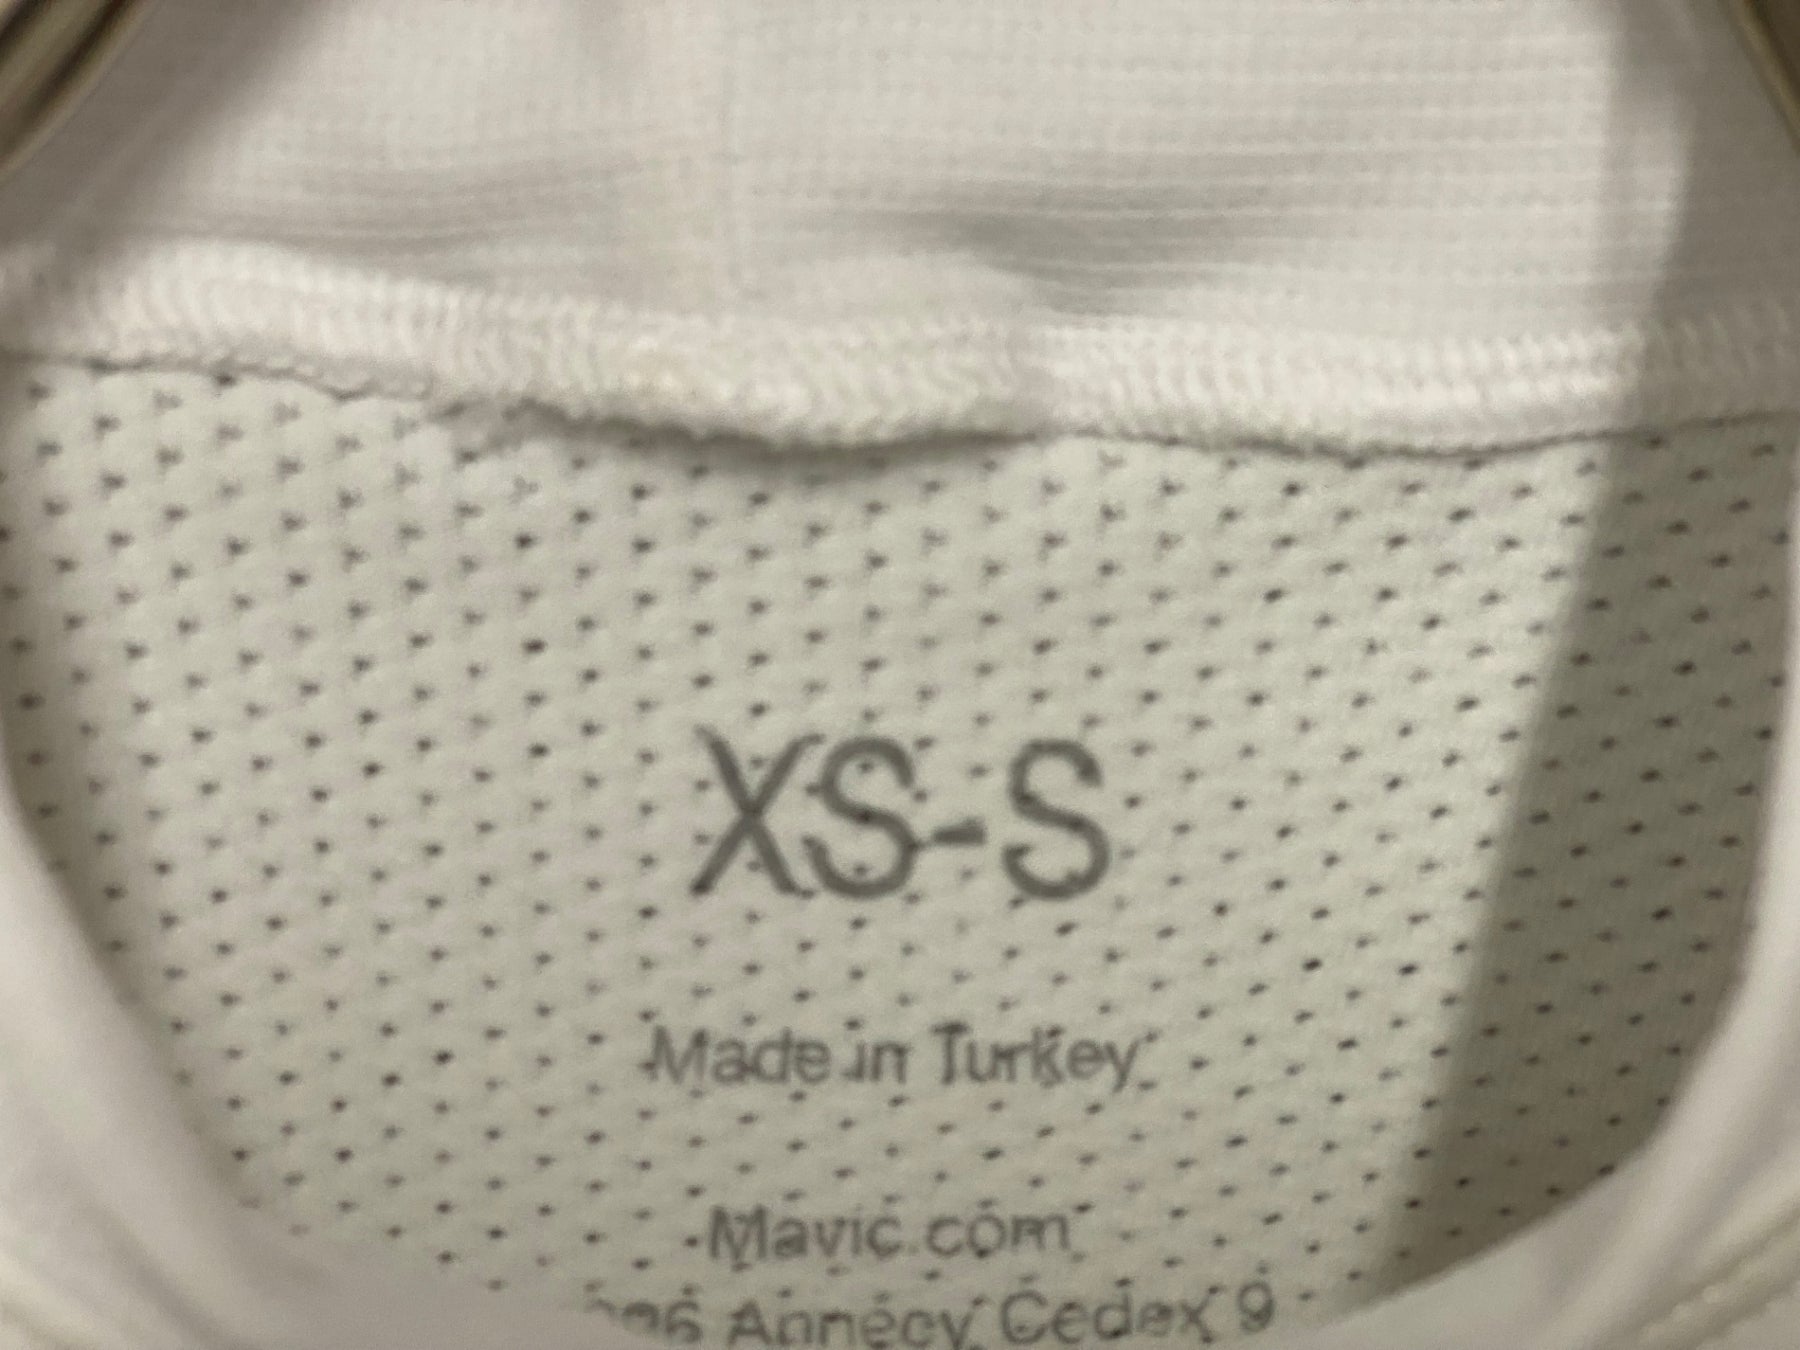 XS-S
Made in Turkey
Mavic.com
Annecy Cedex 9